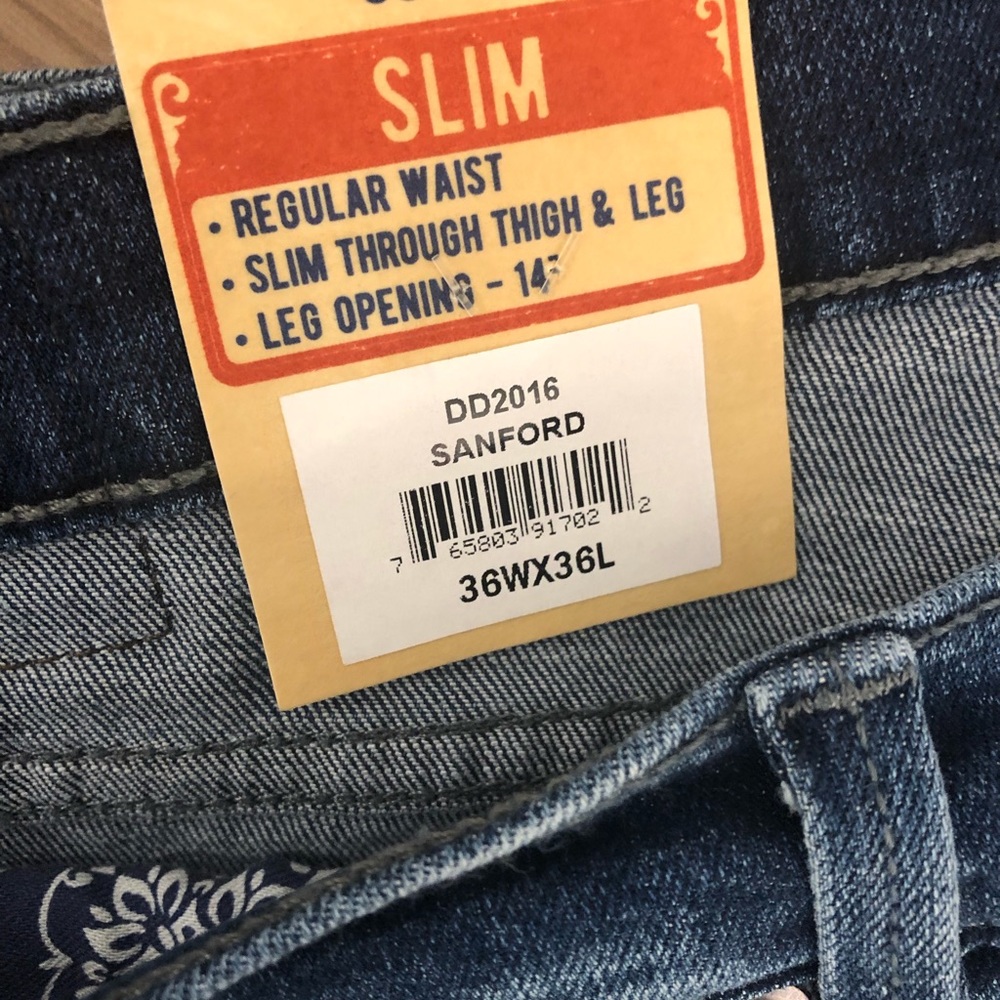 SLIM
• REGULAR WAIST
• SLIM THROUGH THIGH & LEG
• LEG OPENING - 14"
DD2016
SANFORD
7 65803 91702 2
36WX36L